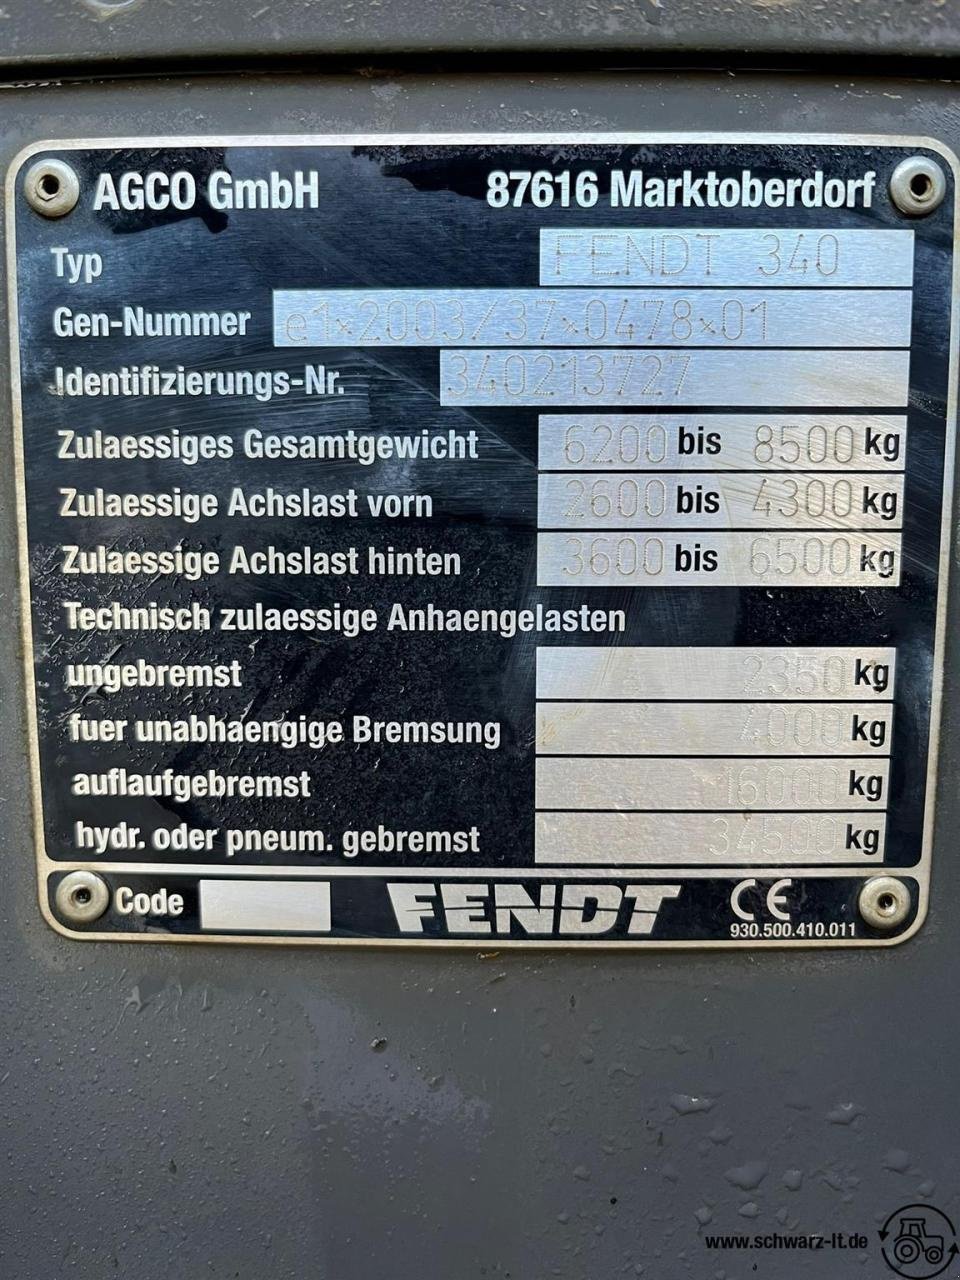 AGCO GmbH 87616 Marktoberdorf
Typ FENDT 340
Gen-Nummer e1*2003/37*0478*01
Identifizierungs-Nr. 340213727
Zulaessiges Gesamtgewicht 6200 bis 8500 kg
Zulaessige Achslast vorn 2600 bis 4300 kg
Zulaessige Achslast hinten 3600 bis 6500 kg
Technisch zulaessige Anhaengelasten
ungebremst 2350 kg
fuer unabhaengige Bremsung 4000 kg
auflaufgebremst 16000 kg
hydr. oder pneum. gebremst 34500 kg
Code FENDT CE
930.500.410.011
www.schwarz-lt.de